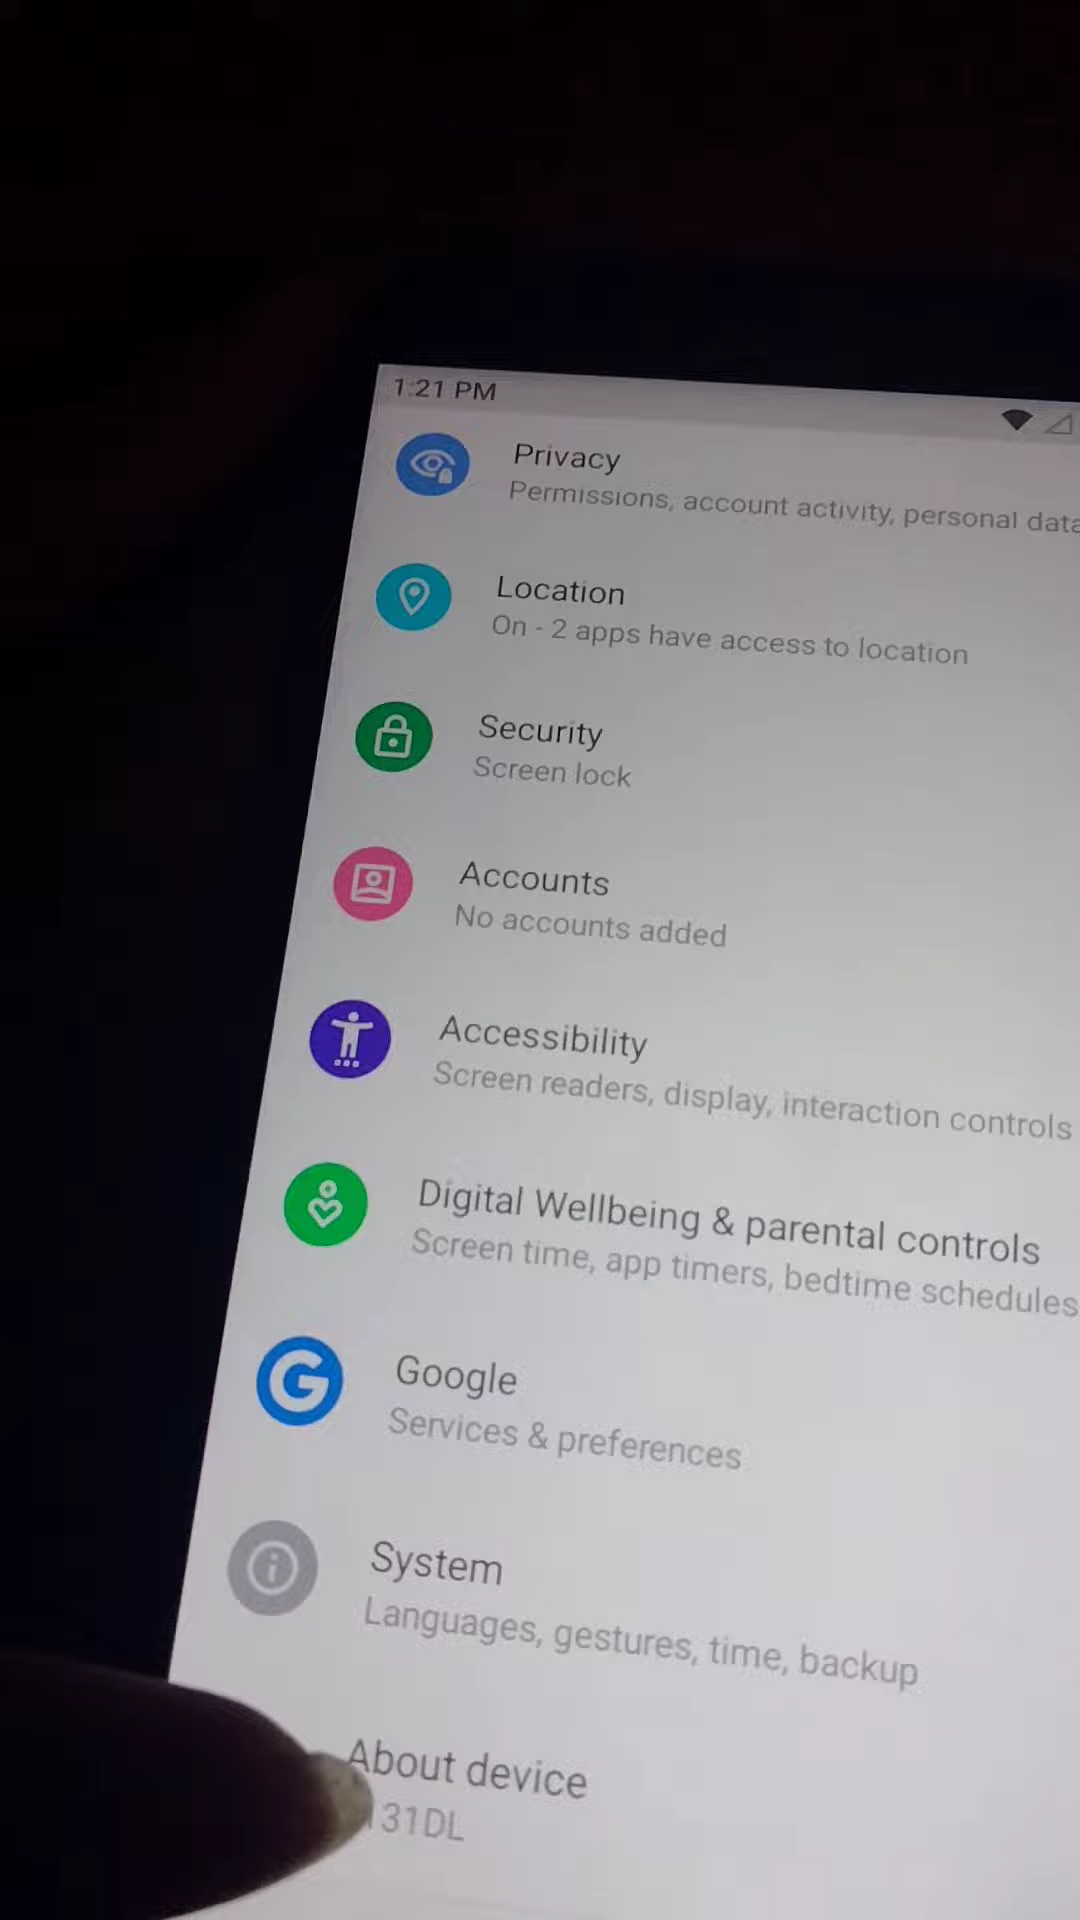 1:21 PM
Privacy
Permissions, account activity, personal data
Location
On - 2 apps have access to location
Security
Screen lock
Accounts
No accounts added
Accessibility
Screen readers, display, interaction controls
Digital Wellbeing & parental controls
Screen time, app timers, bedtime schedules
Google
Services & preferences
System
Languages, gestures, time, backup
About device
131DL